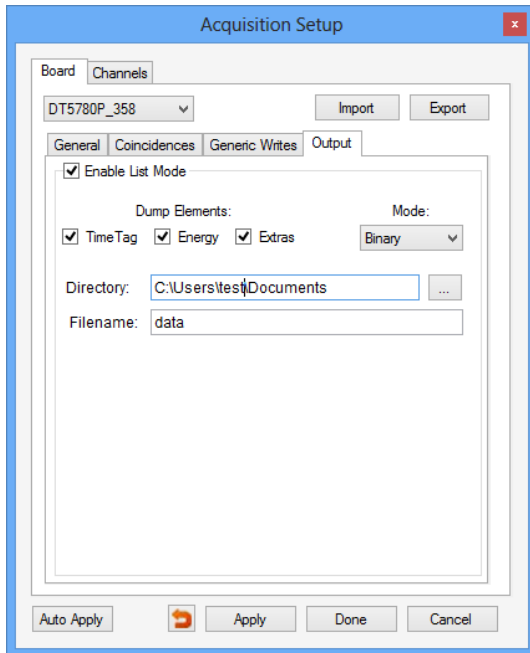 Acquisition Setup
x
Board Channels
DT5780P_358 Import Export
General Coincidences Generic Writes Output
Enable List Mode
Dump Elements: Mode:
TimeTag Energy Extras Binary
Directory: C:\Users\test\Documents ...
Filename: data
Auto Apply Apply Done Cancel